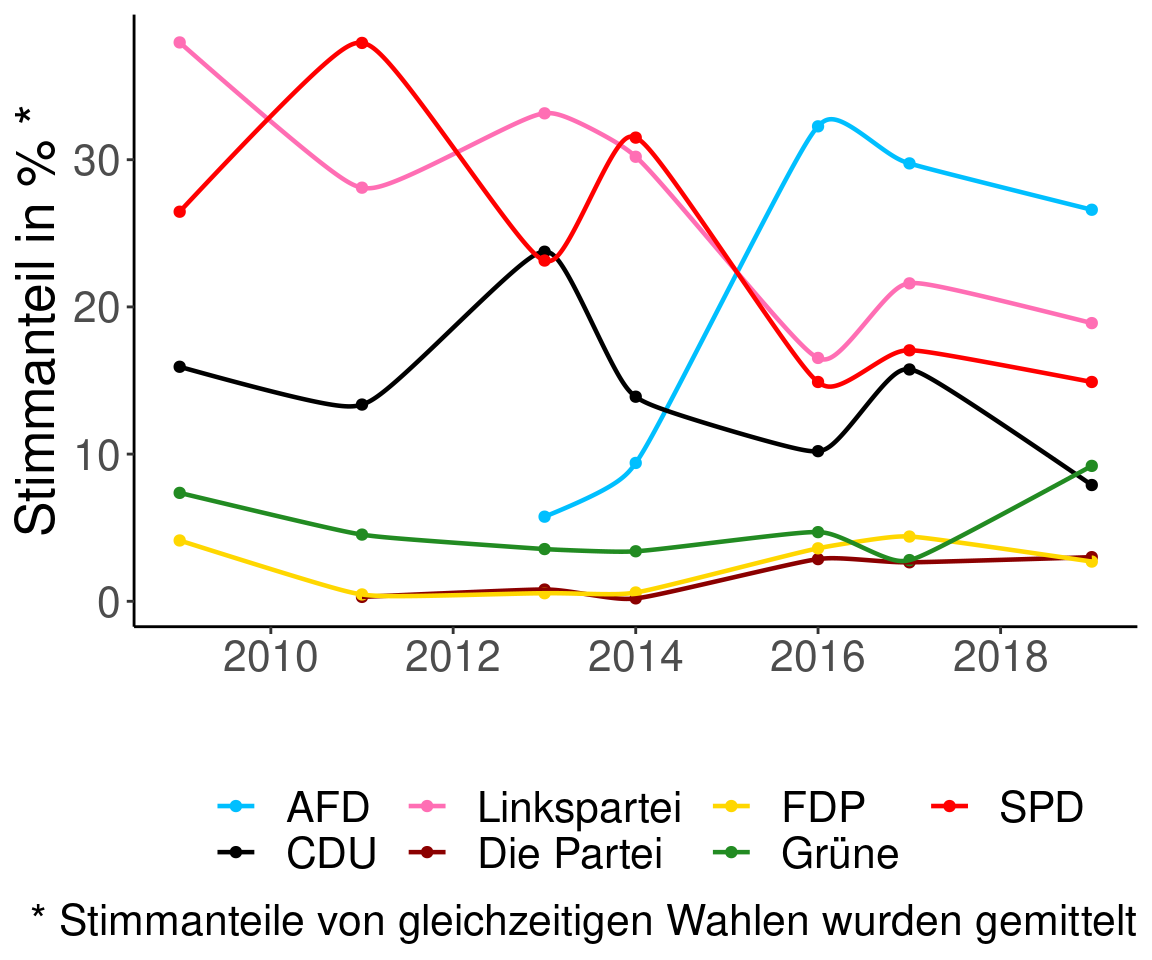 Stimmanteil in % *
30
20
10
0
2010 2012 2014 2016 2018
AFD Linkspartei FDP SPD
CDU Die Partei Grüne
* Stimmanteile von gleichzeitigen Wahlen wurden gemittelt